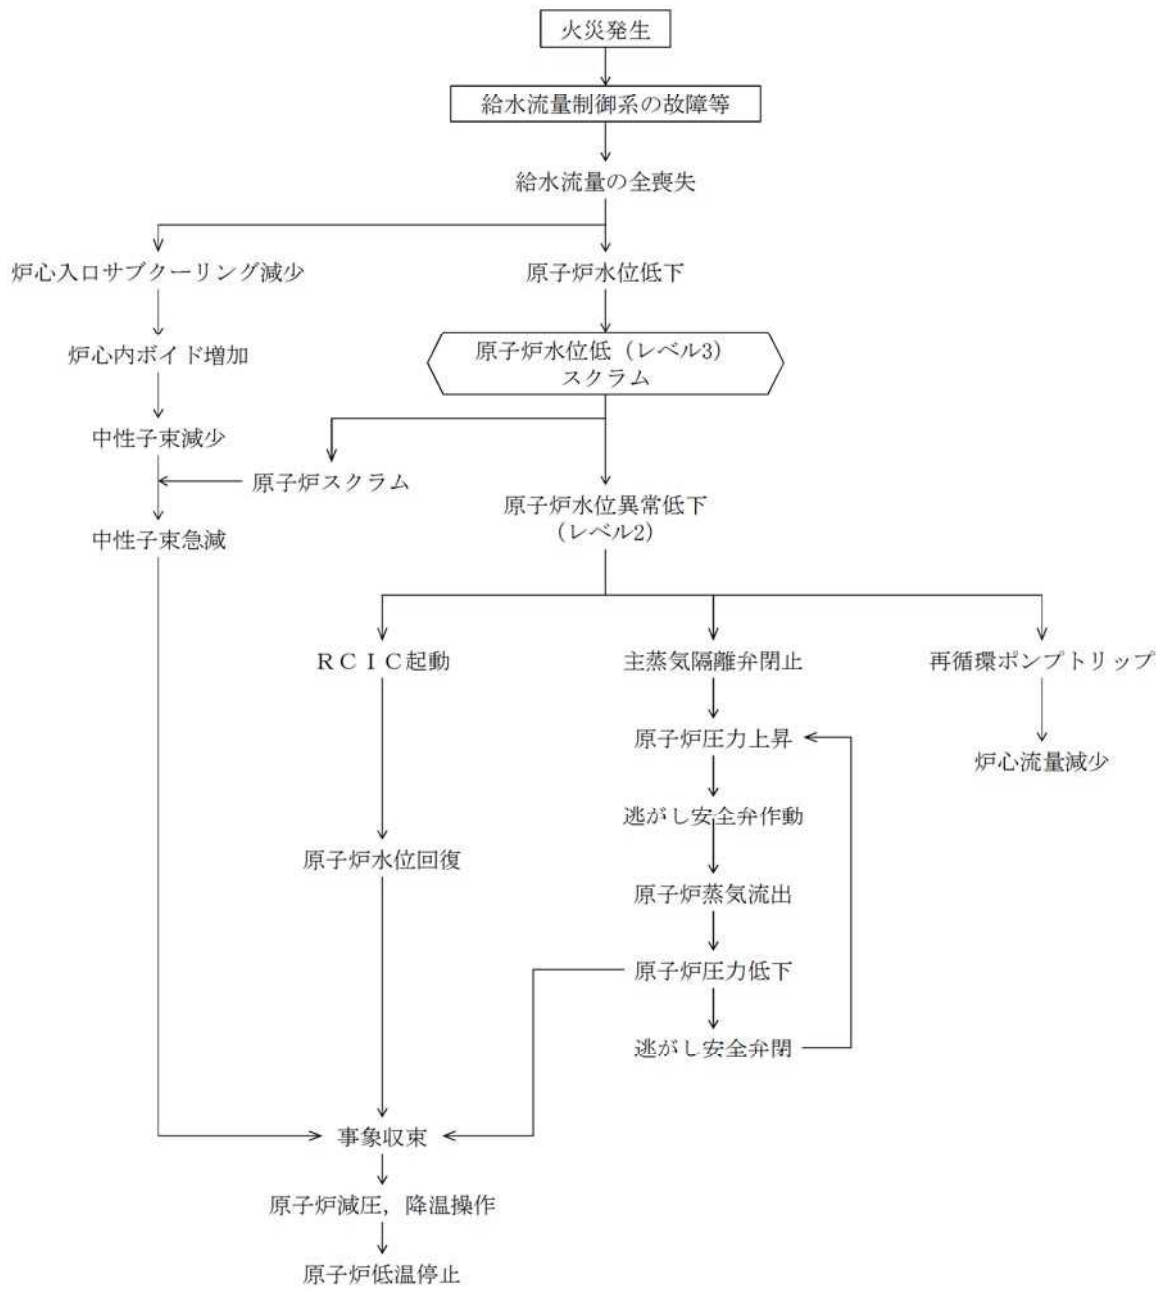 火災発生
給水流量制御系の故障等
給水流量の全喪失
炉心入口サブクーリング減少
原子炉水位低下
炉心内ボイド増加
原子炉水位低（レベル3）
スクラム
中性子束減少
原子炉スクラム
原子炉水位異常低下
（レベル2）
中性子束急減
ＲＣＩＣ起動
主蒸気隔離弁閉止
再循環ポンプトリップ
原子炉圧力上昇
炉心流量減少
逃がし安全弁作動
原子炉水位回復
原子炉蒸気流出
原子炉圧力低下
逃がし安全弁閉
事象収束
原子炉減圧，降温操作
原子炉低温停止